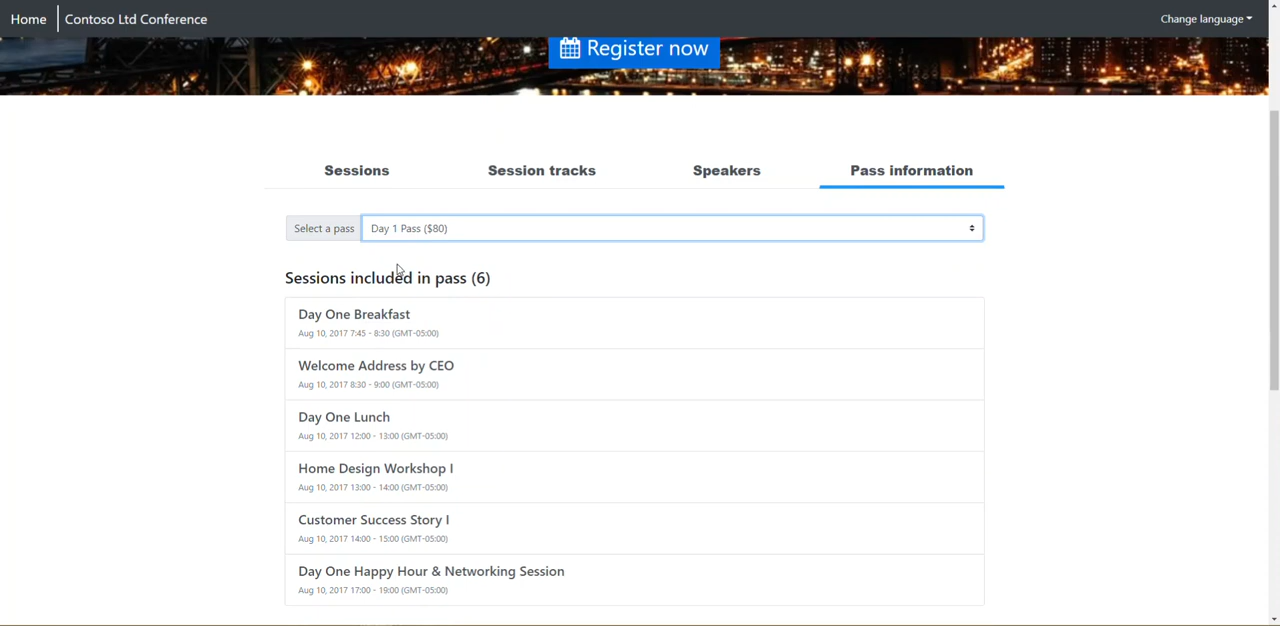 Home
Contoso Ltd Conference
Change language
Register now
Sessions
Session tracks
Speakers
Pass information
Select a pass
Day 1 Pass ($80)
Sessions included in pass (6)
Day One Breakfast
Aug 10, 2017 7:45 - 8:30 (GMT-05:00)
Welcome Address by CEO
Aug 10, 2017 8:30 - 9:00 (GMT-05:00)
Day One Lunch
Aug 10, 2017 12:00 - 13:00 (GMT-05:00)
Home Design Workshop I
Aug 10, 2017 13:00 - 14:00 (GMT-05:00)
Customer Success Story I
Aug 10, 2017 14:00 - 15:00 (GMT-05:00)
Day One Happy Hour & Networking Session
Aug 10, 2017 17:00 - 19:00 (GMT-05:00)